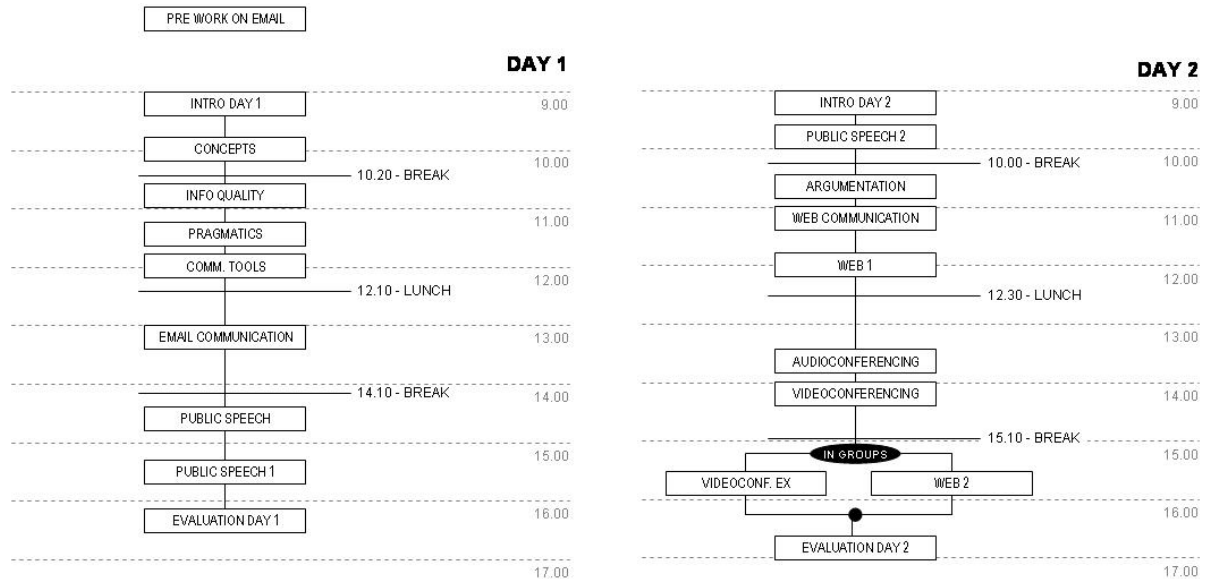 PRE WORK ON EMAIL
DAY 1
INTRO DAY 1
9.00
CONCEPTS
10.00
10.20 - BREAK
INFO QUALITY
11.00
PRAGMATICS
COMM. TOOLS
12.00
12.10 - LUNCH
EMAIL COMMUNICATION
13.00
14.10 - BREAK
14.00
PUBLIC SPEECH
15.00
PUBLIC SPEECH 1
16.00
EVALUATION DAY 1
17.00
DAY 2
INTRO DAY 2
9.00
PUBLIC SPEECH 2
10.00 - BREAK
10.00
ARGUMENTATION
WEB COMMUNICATION
11.00
WEB 1
12.00
12.30 - LUNCH
13.00
AUDIOCONFERENCING
VIDEOCONFERENCING
14.00
15.10 - BREAK
IN GROUPS
15.00
VIDEOCONF. EX
WEB 2
16.00
EVALUATION DAY 2
17.00